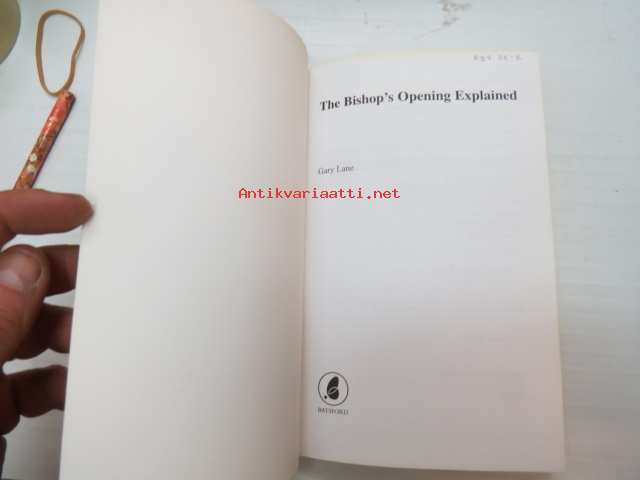 The Bishop's Opening Explained
Gary Lane
Antikvariaatti.net
BATSFORD